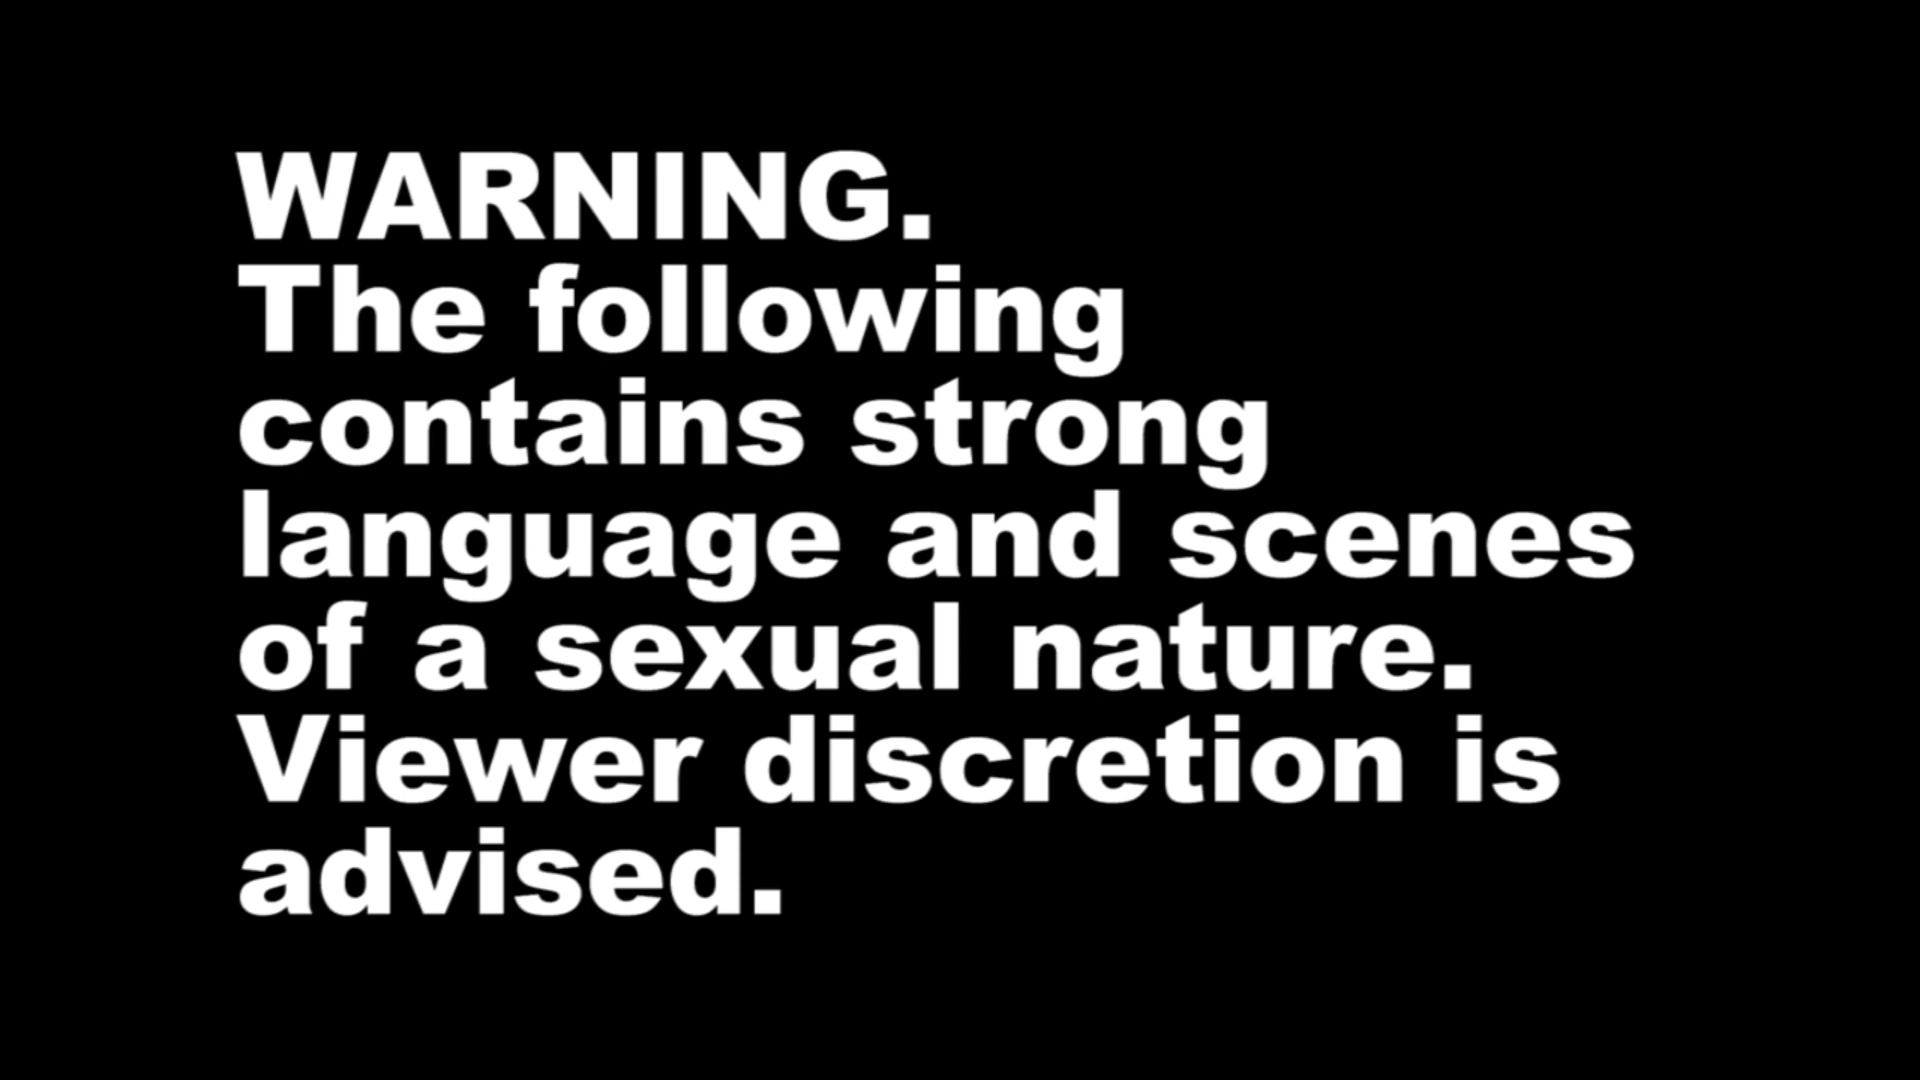 WARNING.
The following
contains strong
language and scenes
of a sexual nature.
Viewer discretion is
advised.